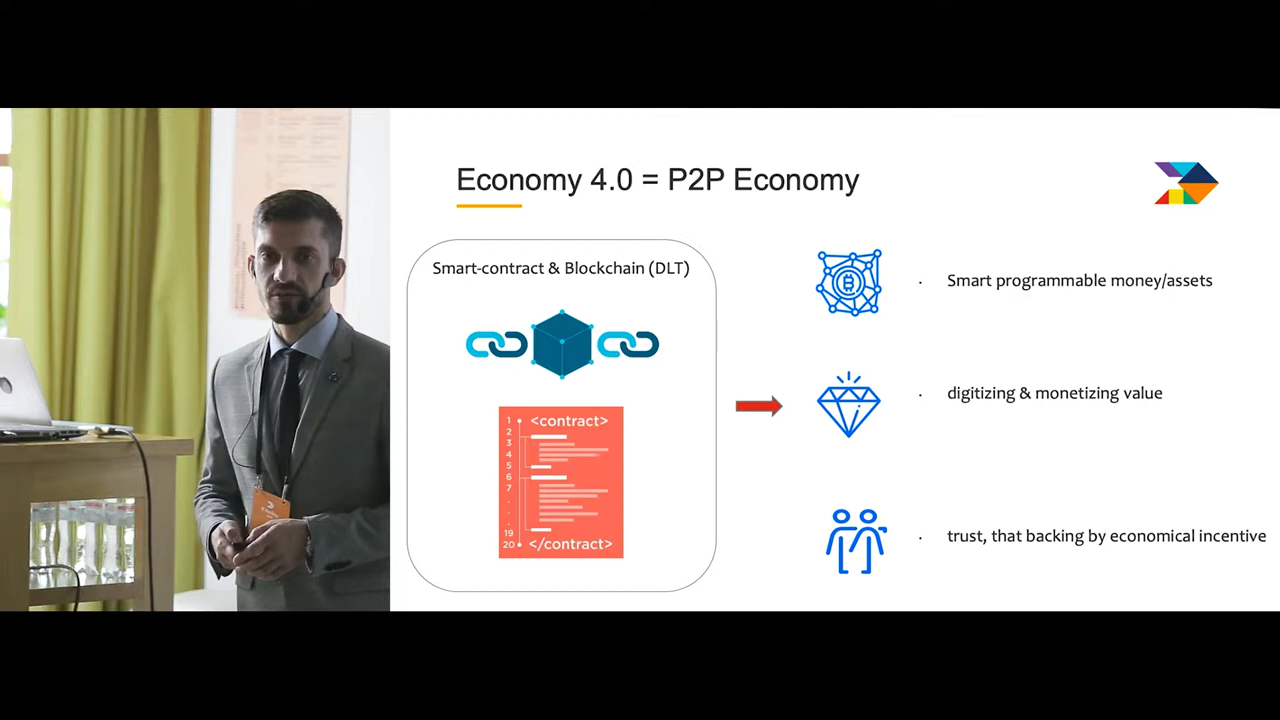 Economy 4.0 = P2P Economy
Smart-contract & Blockchain (DLT)
1
<contract>
2
3
4
5
6
7
.
.
.
19
20
</contract>
· Smart programmable money/assets
· digitizing & monetizing value
· trust, that backing by economical incentive